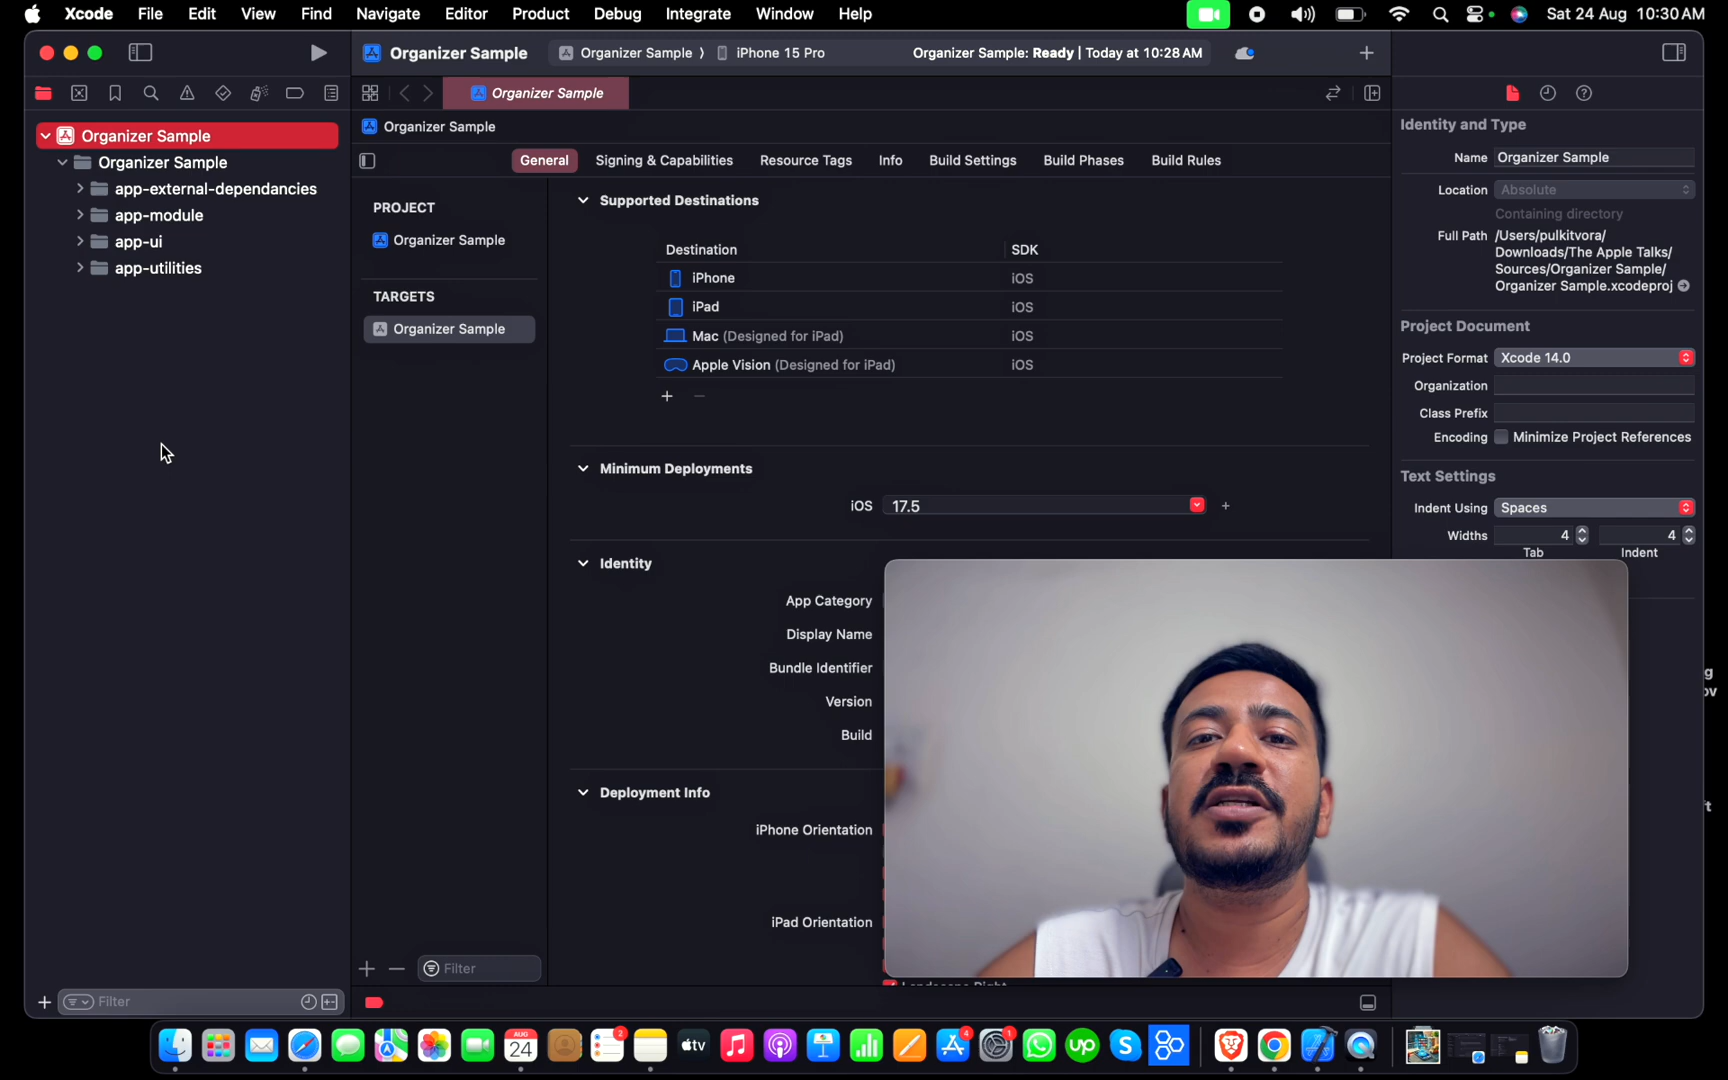 Xcode File Edit View Find Navigate Editor Product Debug Integrate Window Help
Sat 24 Aug 10:30 AM
Organizer Sample
Organizer Sample 〉 iPhone 15 Pro
Organizer Sample: Ready | Today at 10:28 AM
Organizer Sample
Organizer Sample
Organizer Sample
app-external-dependancies
app-module
app-ui
app-utilities
Filter
Organizer Sample
General Signing & Capabilities Resource Tags Info Build Settings Build Phases Build Rules
PROJECT
Organizer Sample
TARGETS
Organizer Sample
Filter
Supported Destinations
Destination SDK
iPhone iOS
iPad iOS
Mac (Designed for iPad) iOS
Apple Vision (Designed for iPad) iOS
Minimum Deployments
iOS 17.5
Identity
App Category
Display Name
Bundle Identifier
Version
Build
Deployment Info
iPhone Orientation
iPad Orientation
Identity and Type
Name Organizer Sample
Location Absolute
Containing directory
Full Path /Users/pulkitvora/
Downloads/The Apple Talks/
Sources/Organizer Sample/
Organizer Sample.xcodeproj
Project Document
Project Format Xcode 14.0
Organization
Class Prefix
Encoding Minimize Project References
Text Settings
Indent Using Spaces
Widths 4 4
Tab Indent
AUG
24
2
tv
4
1
up